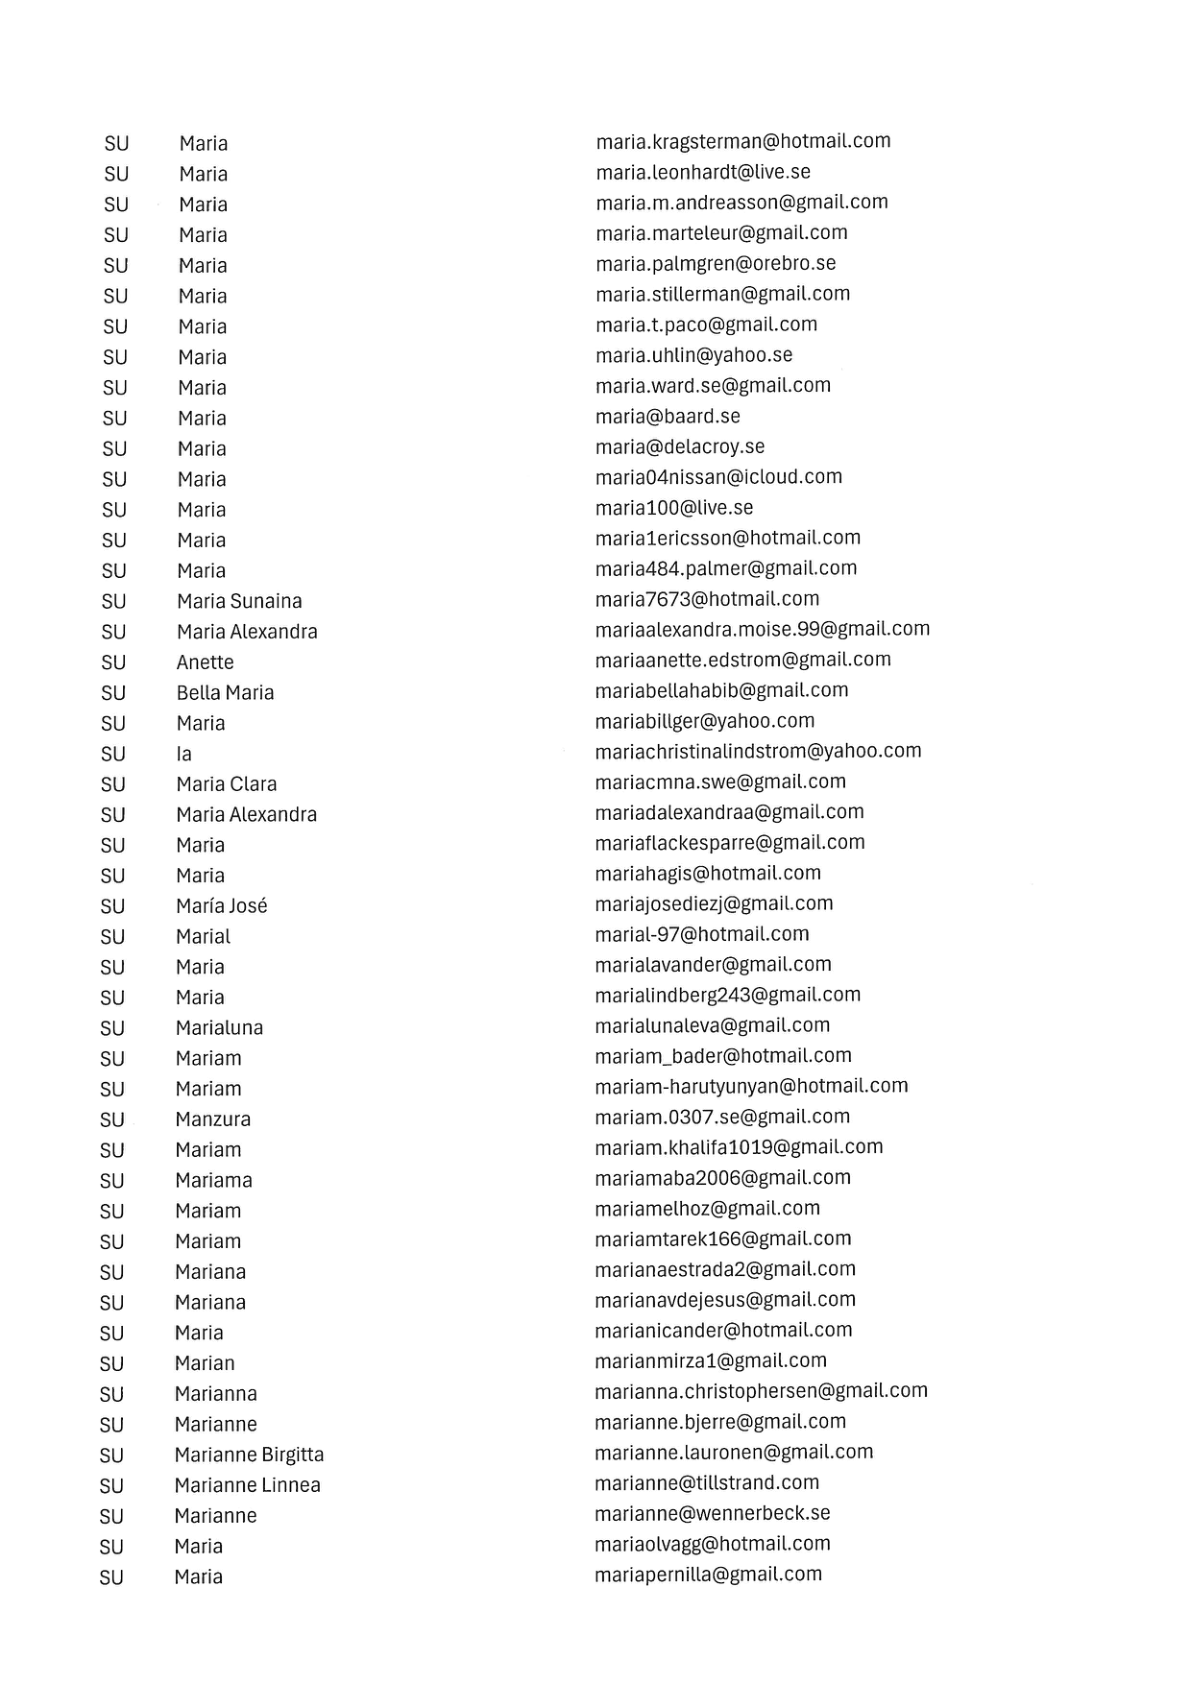 SU Maria maria.kragsterman@hotmail.com
SU Maria maria.leonhardt@live.se
SU Maria maria.m.andreasson@gmail.com
SU Maria maria.marteleur@gmail.com
SU Maria maria.palmgren@orebro.se
SU Maria maria.stillerman@gmail.com
SU Maria maria.t.paco@gmail.com
SU Maria maria.uhlin@yahoo.se
SU Maria maria.ward.se@gmail.com
SU Maria maria@baard.se
SU Maria maria@delacroy.se
SU Maria maria04nissan@icloud.com
SU Maria maria100@live.se
SU Maria maria1ericsson@hotmail.com
SU Maria maria484.palmer@gmail.com
SU Maria Sunaina maria7673@hotmail.com
SU Maria Alexandra mariaalexandra.moise.99@gmail.com
SU Anette mariaanette.edstrom@gmail.com
SU Bella Maria mariabellahabib@gmail.com
SU Maria mariabillger@yahoo.com
SU Ia mariachristinalindstrom@yahoo.com
SU Maria Clara mariacmna.swe@gmail.com
SU Maria Alexandra mariadalexandraa@gmail.com
SU Maria mariaflackesparre@gmail.com
SU Maria mariahagis@hotmail.com
SU María José mariajosediezj@gmail.com
SU Marial marial-97@hotmail.com
SU Maria marialavander@gmail.com
SU Maria marialindberg243@gmail.com
SU Marialuna marialunaleva@gmail.com
SU Mariam mariam_bader@hotmail.com
SU Mariam mariam-harutyunyan@hotmail.com
SU Manzura mariam.0307.se@gmail.com
SU Mariam mariam.khalifa1019@gmail.com
SU Mariama mariamaba2006@gmail.com
SU Mariam mariamelhoz@gmail.com
SU Mariam mariamtarek166@gmail.com
SU Mariana marianaestrada2@gmail.com
SU Mariana marianavdejesus@gmail.com
SU Maria marianicander@hotmail.com
SU Marian marianmirza1@gmail.com
SU Marianna marianna.christophersen@gmail.com
SU Marianne marianne.bjerre@gmail.com
SU Marianne Birgitta marianne.lauronen@gmail.com
SU Marianne Linnea marianne@tillstrand.com
SU Marianne marianne@wennerbeck.se
SU Maria mariaolvagg@hotmail.com
SU Maria mariapernilla@gmail.com